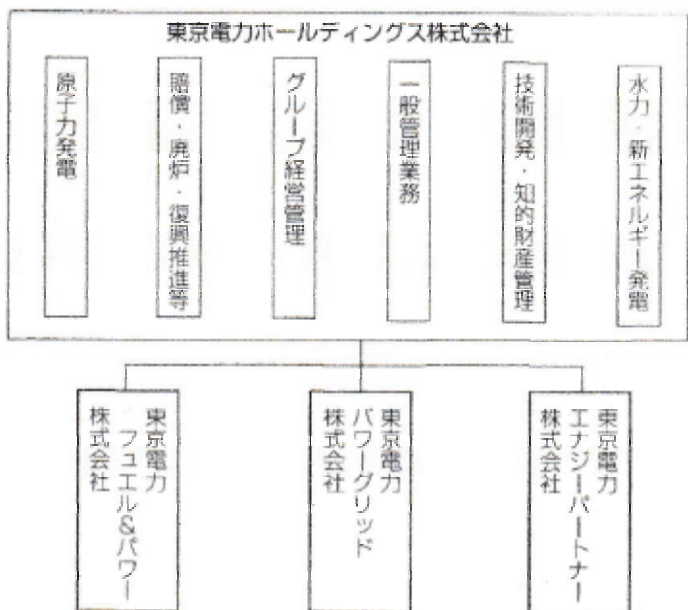 東京電力ホールディングス株式会社
原子力発電
賠償・廃炉・復興推進等
グループ経営管理
一般管理業務
技術開発・知的財産管理
水力・新エネルギー発電
東京電力
フュエル&パワー
株式会社
東京電力
パワーグリッド
株式会社
東京電力
エナジーパートナー
株式会社